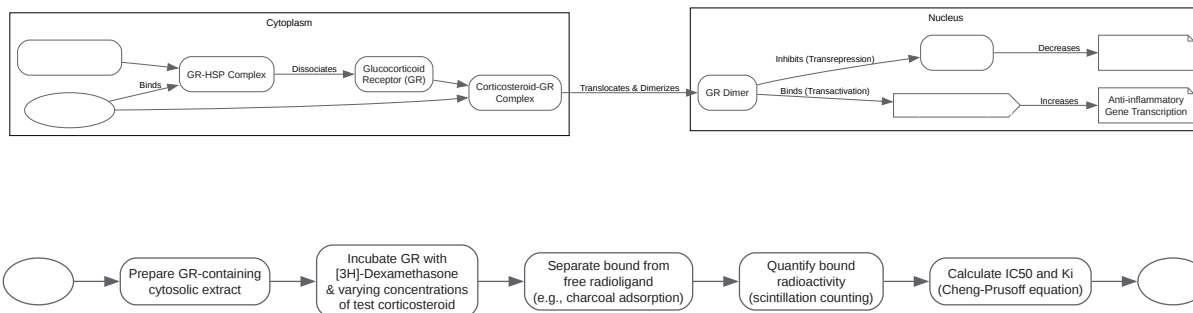 Cytoplasm
Nucleus
Inhibits (Transrepression)
Decreases
GR-HSP Complex
Dissociates
Glucocorticoid
Receptor (GR)
Binds
Corticosteroid-GR
Complex
Translocates & Dimerizes
GR Dimer
Binds (Transactivation)
Increases
Anti-inflammatory
Gene Transcription
Prepare GR-containing
cytosolic extract
Incubate GR with
[3H]-Dexamethasone
& varying concentrations
of test corticosteroid
Separate bound from
free radioligand
(e.g., charcoal adsorption)
Quantify bound
radioactivity
(scintillation counting)
Calculate IC50 and Ki
(Cheng-Prusoff equation)